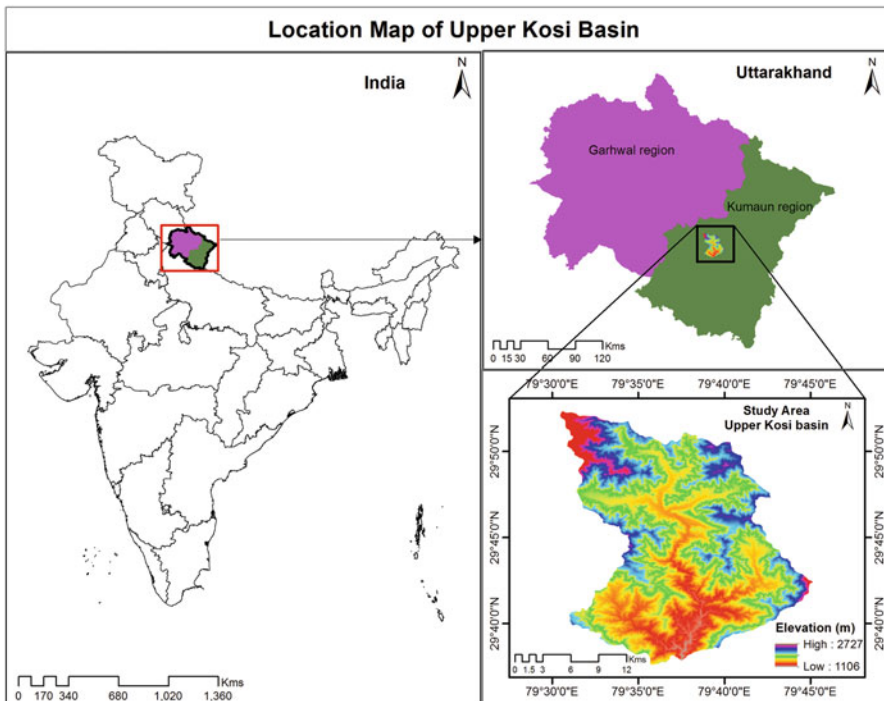 Location Map of Upper Kosi Basin
India
N
Kms
0 170 340 680 1,020 1,360
Uttarakhand
N
Garhwal region
Kumaun region
Kms
0 15 30 60 90 120
79°30'0"E 79°35'0"E 79°40'0"E 79°45'0"E
Study Area
Upper Kosi basin
N
29°50'0"N 29°50'0"N
29°45'0"N 29°45'0"N
29°40'0"N 29°40'0"N
Elevation (m)
High : 2727
Low : 1106
Kms
0 1.5 3 6 9 12
79°30'0"E 79°35'0"E 79°40'0"E 79°45'0"E